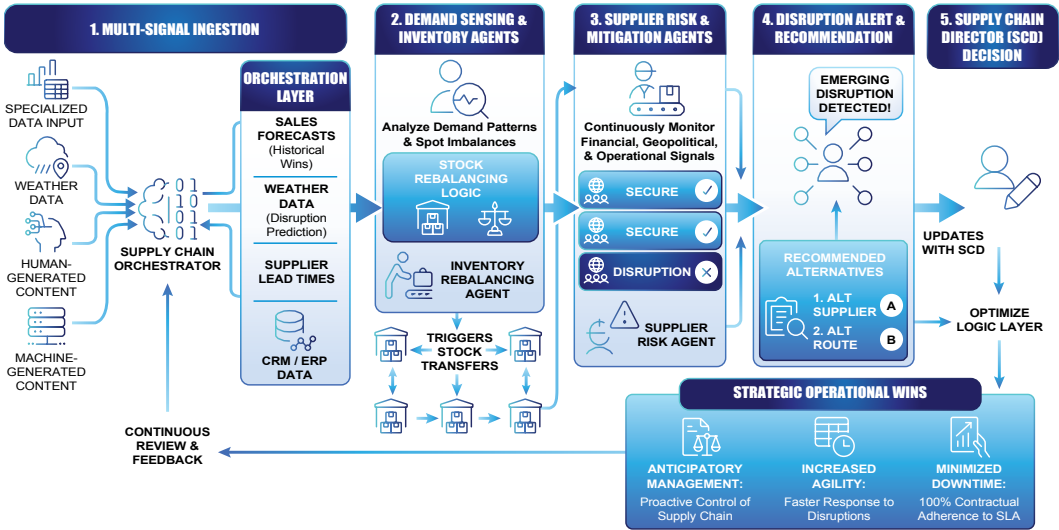 1. MULTI-SIGNAL INGESTION
SPECIALIZED
DATA INPUT
WEATHER
DATA
HUMAN-
GENERATED
CONTENT
MACHINE-
GENERATED
CONTENT
01
10
01
10
SUPPLY CHAIN
ORCHESTRATOR
ORCHESTRATION
LAYER
SALES
FORECASTS
(Historical
Wins)
WEATHER
DATA
(Disruption
Prediction)
SUPPLIER
LEAD TIMES
CRM / ERP
DATA
2. DEMAND SENSING &
INVENTORY AGENTS
Analyze Demand Patterns
& Spot Imbalances
STOCK
REBALANCING
LOGIC
INVENTORY
REBALANCING
AGENT
TRIGGERS
STOCK
TRANSFERS
3. SUPPLIER RISK &
MITIGATION AGENTS
Continuously Monitor
Financial, Geopolitical,
& Operational Signals
SECURE
SECURE
DISRUPTION
SUPPLIER
RISK AGENT
4. DISRUPTION ALERT &
RECOMMENDATION
EMERGING
DISRUPTION
DETECTED!
RECOMMENDED
ALTERNATIVES
1. ALT
SUPPLIER
A
2. ALT
ROUTE
B
5. SUPPLY CHAIN
DIRECTOR (SCD)
DECISION
UPDATES
WITH SCD
OPTIMIZE
LOGIC LAYER
STRATEGIC OPERATIONAL WINS
ANTICIPATORY
MANAGEMENT:
Proactive Control of
Supply Chain
INCREASED
AGILITY:
Faster Response to
Disruptions
MINIMIZED
DOWNTIME:
100% Contractual
Adherence to SLA
CONTINUOUS
REVIEW &
FEEDBACK